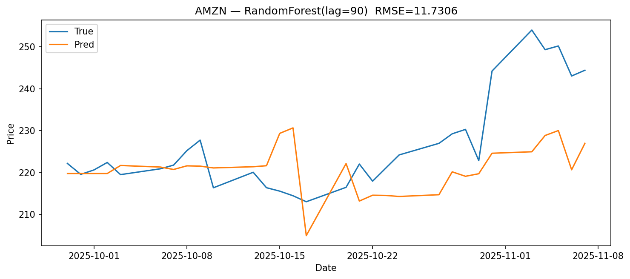 AMZN — RandomForest(lag=90)  RMSE=11.7306
True
Pred
Price
250
240
230
220
210
2025-10-01
2025-10-08
2025-10-15
2025-10-22
2025-11-01
2025-11-08
Date